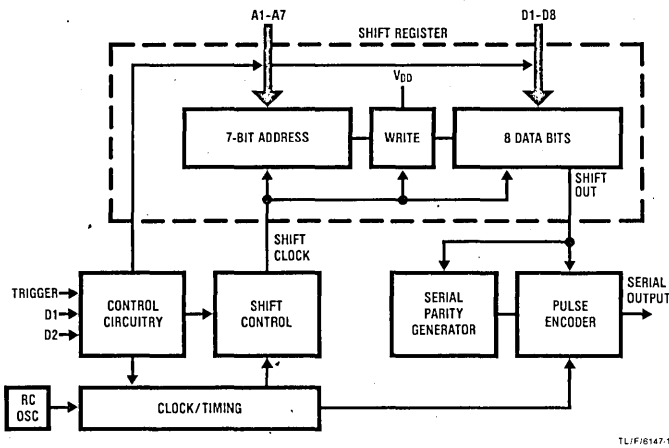 A1-A7
D1-D8
SHIFT REGISTER
VDD
7-BIT ADDRESS
WRITE
8 DATA BITS
SHIFT
OUT
SHIFT
CLOCK
TRIGGER
D1
D2
CONTROL
CIRCUITRY
SHIFT
CONTROL
SERIAL
PARITY
GENERATOR
PULSE
ENCODER
SERIAL
OUTPUT
RC
OSC
CLOCK/TIMING
TL/F/6147-1